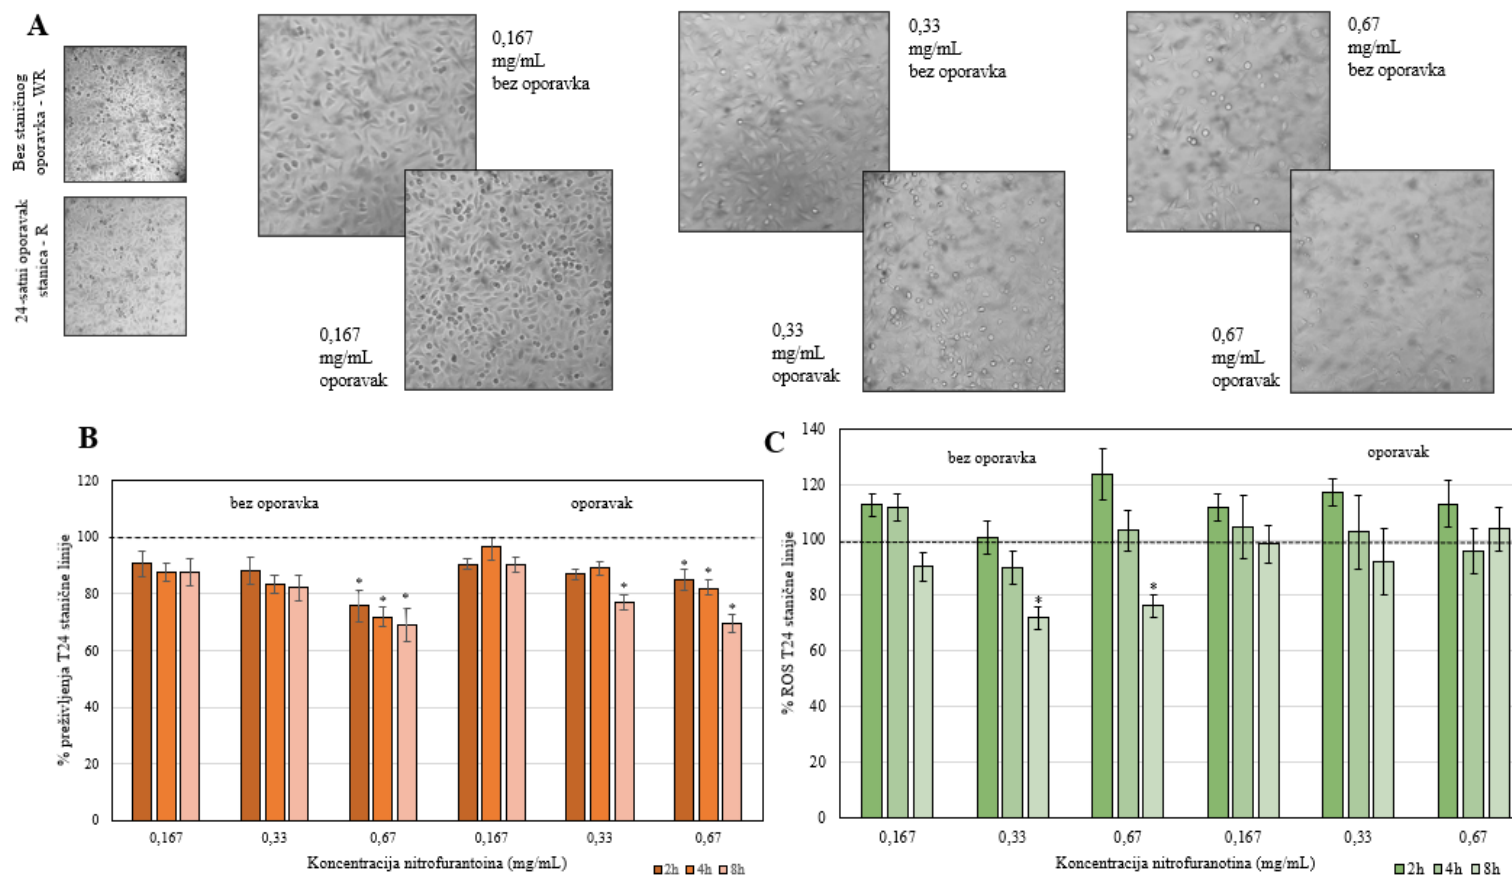 A
Bez staničnog
oporavka - WR
24-satni oporavak
stanica - R
0,167
mg/mL
bez oporavka
0,167
mg/mL
oporavak
0,33
mg/mL
bez oporavka
0,33
mg/mL
oporavak
0,67
mg/mL
bez oporavka
0,67
mg/mL
oporavak
B
% preživljenja T24 stanične linije
120
100
80
60
40
20
0
bez oporavka
oporavak
* * *
*
* * *
0,167 0,33 0,67 0,167 0,33 0,67
Koncentracija nitrofurantoina (mg/mL)
2h 4h 8h
C
% ROS T24 stanične linije
140
120
100
80
60
40
20
0
bez oporavka
oporavak
* *
0,167 0,33 0,67 0,167 0,33 0,67
Koncentracija nitrofuranotina (mg/mL)
2h 4h 8h